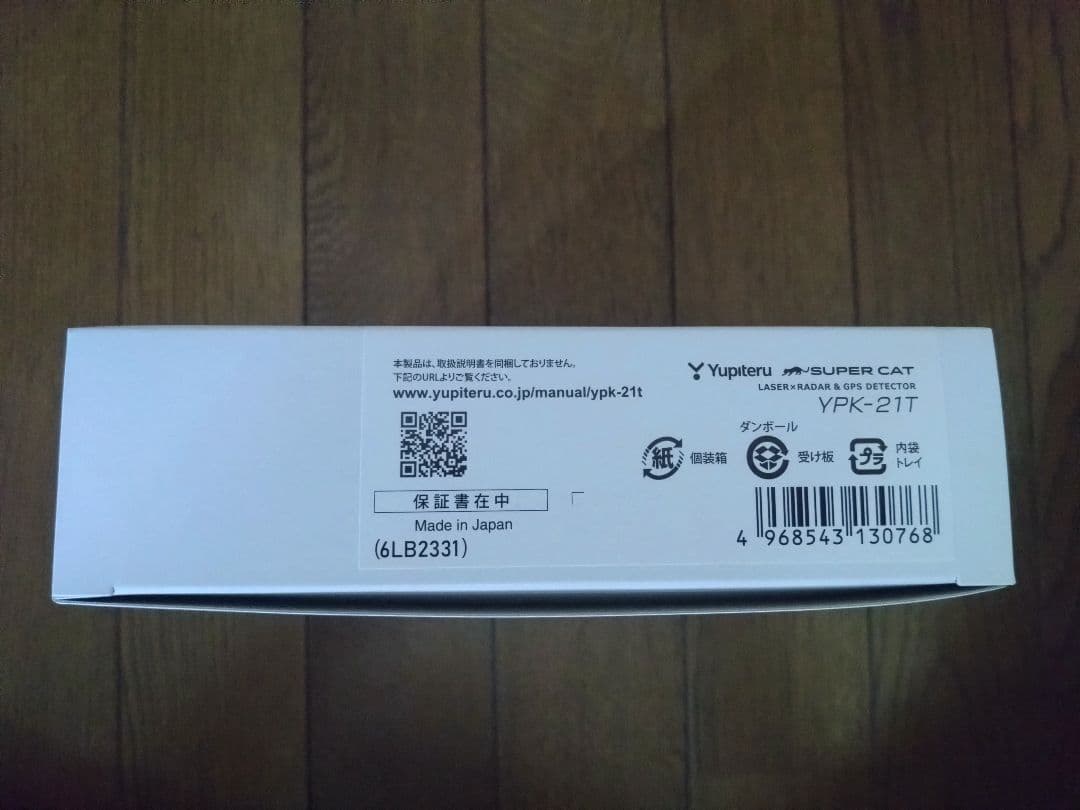 本製品は、取扱説明書を同梱しておりません。
下記のURLよりご覧ください。
www.yupiteru.co.jp/manual/ypk-21t
保証書在中
Made in Japan
(6LB2331)
Yupiteru SUPER CAT
LASER×RADAR & GPS DETECTOR
YPK-21T
ダンボール
紙 個装箱 受け板 プラ 内袋
トレイ
4 968543 130768